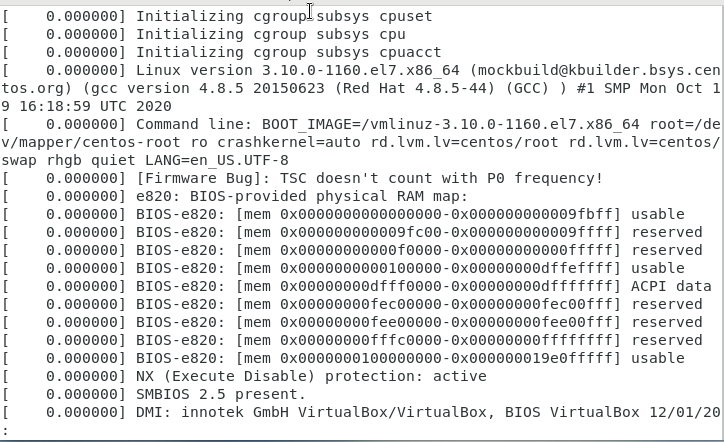 [    0.000000] Initializing cgroup subsys cpuset
[    0.000000] Initializing cgroup subsys cpu
[    0.000000] Initializing cgroup subsys cpuacct
[    0.000000] Linux version 3.10.0-1160.el7.x86_64 (mockbuild@kbuilder.bsys.cen
tos.org) (gcc version 4.8.5 20150623 (Red Hat 4.8.5-44) (GCC) ) #1 SMP Mon Oct 1
9 16:18:59 UTC 2020
[    0.000000] Command line: BOOT_IMAGE=/vmlinuz-3.10.0-1160.el7.x86_64 root=/de
v/mapper/centos-root ro crashkernel=auto rd.lvm.lv=centos/root rd.lvm.lv=centos/
swap rhgb quiet LANG=en_US.UTF-8
[    0.000000] [Firmware Bug]: TSC doesn't count with P0 frequency!
[    0.000000] e820: BIOS-provided physical RAM map:
[    0.000000] BIOS-e820: [mem 0x0000000000000000-0x000000000009fbff] usable
[    0.000000] BIOS-e820: [mem 0x000000000009fc00-0x000000000009ffff] reserved
[    0.000000] BIOS-e820: [mem 0x00000000000f0000-0x00000000000fffff] reserved
[    0.000000] BIOS-e820: [mem 0x0000000000100000-0x00000000dffeffff] usable
[    0.000000] BIOS-e820: [mem 0x00000000dfff0000-0x00000000dfffffff] ACPI data
[    0.000000] BIOS-e820: [mem 0x00000000fec00000-0x00000000fec00fff] reserved
[    0.000000] BIOS-e820: [mem 0x00000000fee00000-0x00000000fee00fff] reserved
[    0.000000] BIOS-e820: [mem 0x00000000fffc0000-0x00000000ffffffff] reserved
[    0.000000] BIOS-e820: [mem 0x0000000100000000-0x000000019e0fffff] usable
[    0.000000] NX (Execute Disable) protection: active
[    0.000000] SMBIOS 2.5 present.
[    0.000000] DMI: innotek GmbH VirtualBox/VirtualBox, BIOS VirtualBox 12/01/20
: